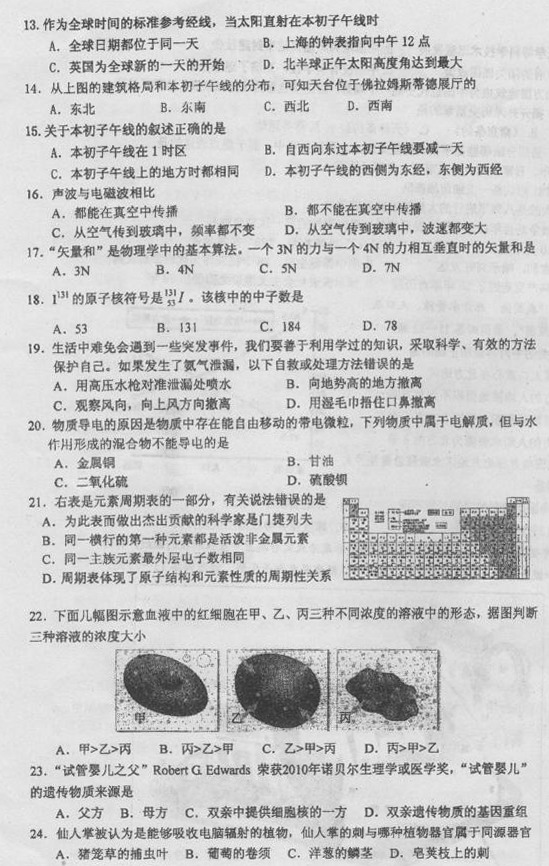 13.作为全球时间的标准参考经线，当太阳直射在本初子午线时
A．全球日期都位于同一天 B．上海的钟表指向中午 12 点
C．英国为全球新的一天的开始 D．北半球正午太阳高度角达到最大
14．从上图的建筑格局和本初子午线的分布，可知天台位于佛拉姆斯蒂德展厅的
A．东北 B．东南 C．西北 D．西南
15.关于本初子午线的叙述正确的是
A．本初子午线在 1 时区 B．自西向东过本初子午线要减一天
C．本初子午线上的地方时都相同 D．本初子午线的西侧为东经，东侧为西经
16．声波与电磁波相比
A．都能在真空中传播 B．都不能在真空中传播
C．从空气传到玻璃中，频率都不变 D．从空气传到玻璃中，波速都变大
17．“矢量和”是物理学中的基本算法。一个 3N 的力与一个 4N 的力相互垂直时的矢量和是
A．3N B．4N C．5N D．7N
18．I¹³¹ 的原子核符号是 ¹³¹₅₃I 。该核中的中子数是
A．53 B．131 C．184 D．78
19．生活中难免会遇到一些突发事件，我们要善于利用学过的知识，采取科学、有效的方法
保护自己。如果发生了氨气泄漏，以下自救或处理方法错误的是
A．用高压水枪对准泄漏处喷水 B．向地势高的地方撤离
C．观察风向，向上风方向撤离 D．用湿毛巾捂住口鼻撤离
20．物质导电的原因是物质中存在能自由移动的带电微粒，下列物质中属于电解质，但与水
作用形成的混合物不能导电的是
A．金属铜 B．甘油
C．二氧化硫 D．硫酸钡
21．右表是元素周期表的一部分，有关说法错误的是
A．为此表而做出杰出贡献的科学家是门捷列夫
B．同一横行的第一种元素都是活泼非金属元素
C．同一主族元素最外层电子数相同
D．周期表体现了原子结构和元素性质的周期性关系
22．下面几幅图示意血液中的红细胞在甲、乙、丙三种不同浓度的溶液中的形态，据图判断
三种溶液的浓度大小
甲 乙 丙
A．甲>乙>丙 B．丙>乙>甲 C．乙>甲>丙 D．丙>甲>乙
23．“试管婴儿之父”Robert G. Edwards 荣获2010年诺贝尔生理学或医学奖，“试管婴儿”
的遗传物质来源是
A．父方 B．母方 C．双亲中提供细胞核的一方 D．双亲遗传物质的基因重组
24．仙人掌被认为是能够吸收电脑辐射的植物，仙人掌的刺与哪种植物器官属于同源器官
A．猪笼草的捕虫叶 B．葡萄的卷须 C．洋葱的鳞茎 D．皂荚枝上的刺